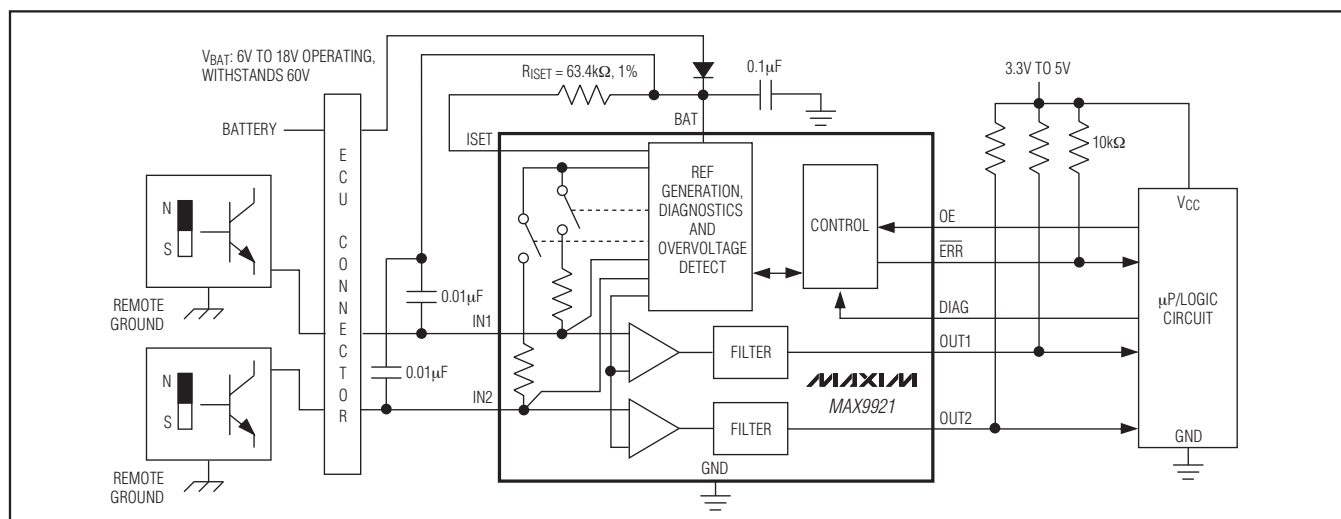 VBAT: 6V TO 18V OPERATING,
WITHSTANDS 60V
RISET = 63.4kΩ, 1%
0.1µF
3.3V TO 5V
BATTERY
ISET
BAT
10kΩ
ECU CONNECTOR
REF
GENERATION,
DIAGNOSTICS
AND
OVERVOLTAGE
DETECT
CONTROL
VCC
OE
ERR
N
S
REMOTE
GROUND
0.01µF
IN1
DIAG
µP/LOGIC
CIRCUIT
FILTER
OUT1
N
S
REMOTE
GROUND
0.01µF
IN2
MAXIM
MAX9921
FILTER
OUT2
GND
GND